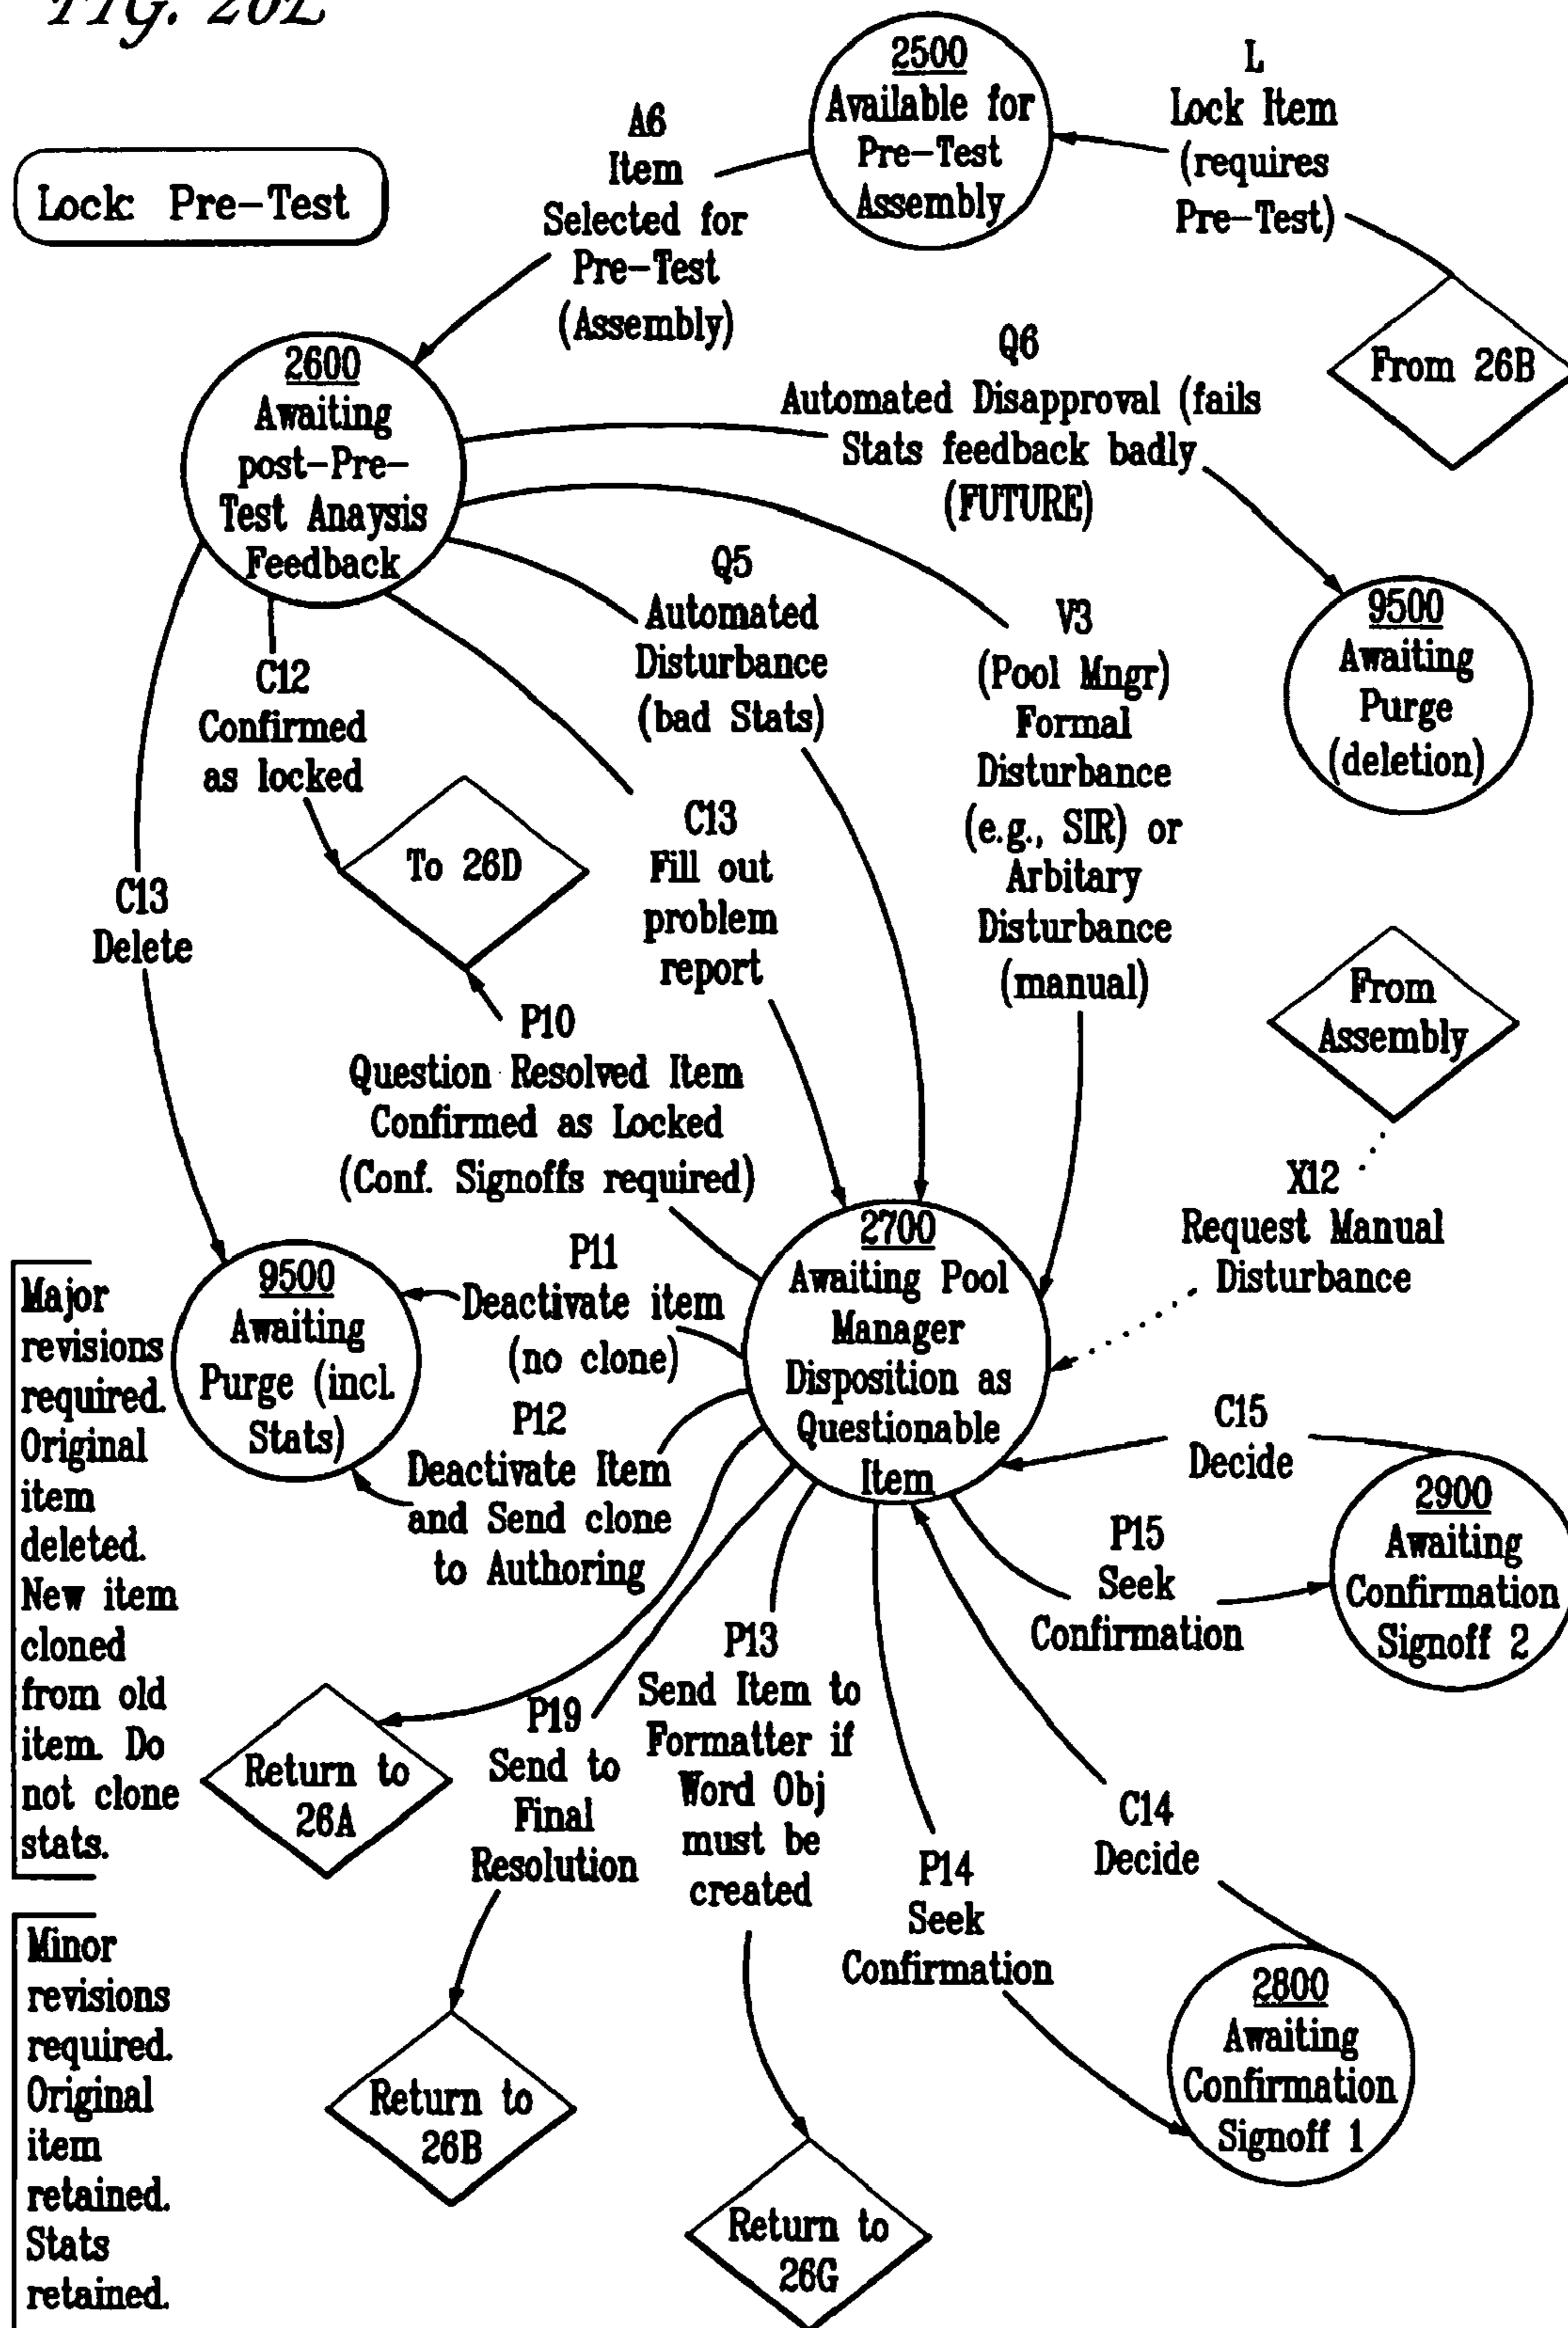 FIG. 26E
2500
Available for
Pre-Test
Assembly
L
Lock Item
(requires
Pre-Test)
From 26B
A6
Item
Selected for
Pre-Test
(Assembly)
Lock: Pre-Test
2600
Awaiting
post-Pre-
Test Anaysis
Feedback
Q6
Automated Disapproval (fails
Stats feedback badly
(FUTURE)
9500
Awaiting
Purge
(deletion)
Q5
Automated
Disturbance
(bad Stats)
V3
(Pool Mngr)
Formal
Disturbance
(e.g., SIR) or
Arbitary
Disturbance
(manual)
C12
Confirmed
as locked
To 26D
C13
Fill out
problem
report
C13
Delete
From
Assembly
P10
Question Resolved Item
Confirmed as Locked
(Conf. Signoffs required)
X12
Request Manual
Disturbance
2700
Awaiting Pool
Manager
Disposition as
Questionable
Item
9500
Awaiting
Purge (incl.
Stats)
P11
Deactivate item
(no clone)
P12
Deactivate Item
and Send clone
to Authoring
Major
revisions
required.
Original
item
deleted.
New item
cloned
from old
item. Do
not clone
stats.
C15
Decide
2900
Awaiting
Confirmation
Signoff 2
P15
Seek
Confirmation
Return to
26A
P19
Send to
Final
Resolution
P13
Send Item to
Formatter if
Word Obj
must be
created
P14
Seek
Confirmation
C14
Decide
2800
Awaiting
Confirmation
Signoff 1
Minor
revisions
required.
Original
item
retained.
Stats
retained.
Return to
26B
Return to
26G